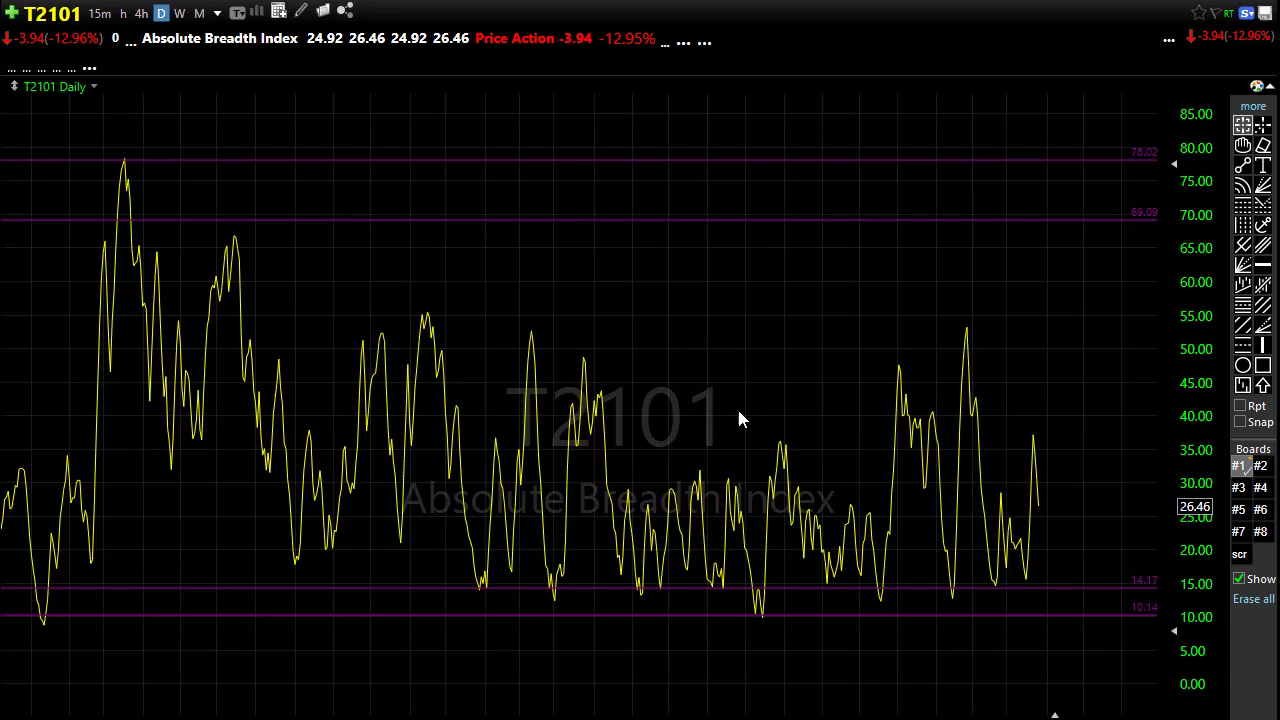 T2101 15m h 4h D W M T RT S
-3.94(-12.96%) 0 ... Absolute Breadth Index 24.92 26.46 24.92 26.46 Price Action -3.94 -12.95% ... ... ... ... -3.94(-12.96%)
... ... ... ... ... ...
T2101 Daily
more
85.00
80.00
78.02
75.00
70.00
69.09
65.00
60.00
55.00
50.00
45.00
40.00
35.00
30.00
26.46
25.00
20.00
15.00
14.17
10.14
10.00
5.00
0.00
T2101
Absolute Breadth Index
T
Rpt
Snap
Boards
#1 #2
#3 #4
#5 #6
#7 #8
scr
Show
Erase all